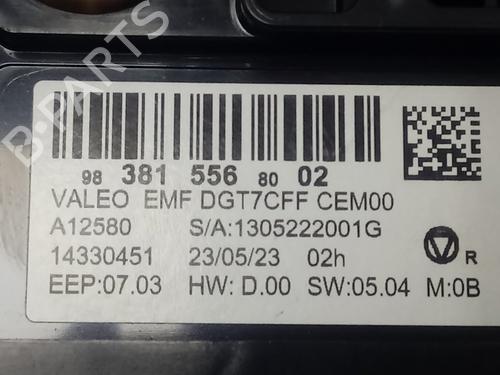 B-PARTS
98 381 556 80 02
VALEO EMF DGT7CFF CEM00
A12580 S/A:1305222001G
14330451 23/05/23 02h
R
EEP:07.03 HW: D.00 SW:05.04 M:0B